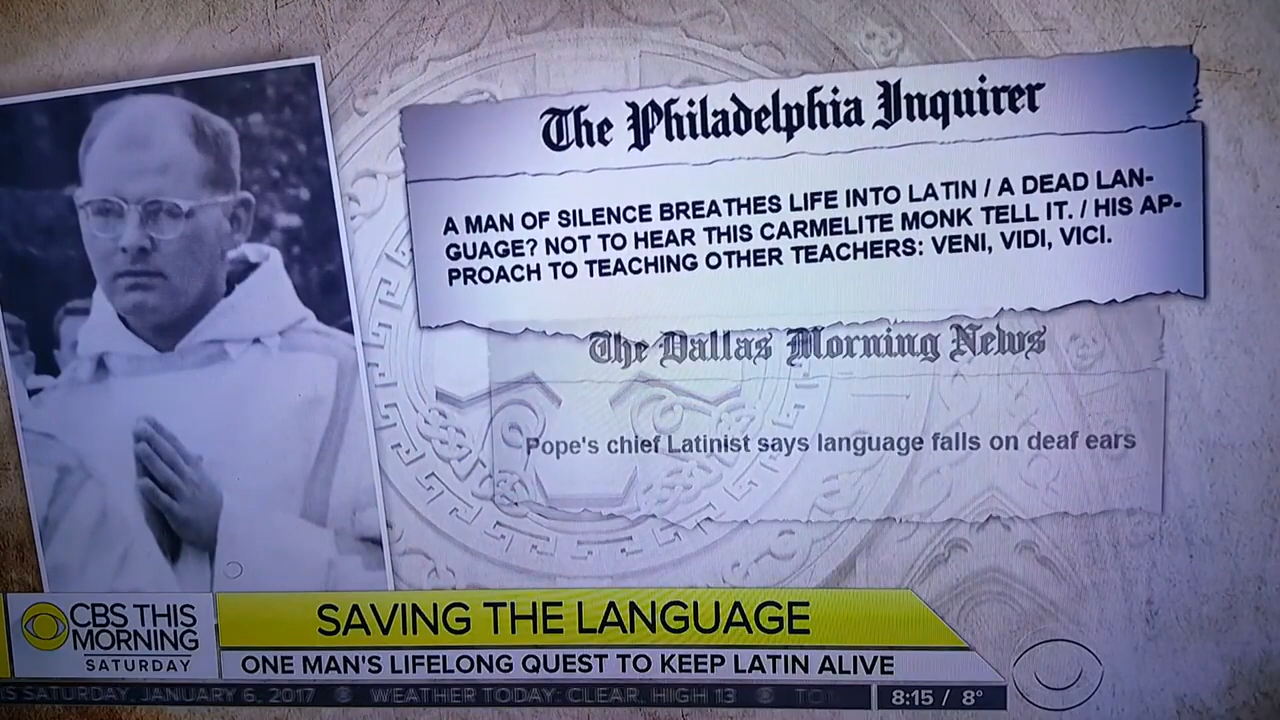 The Philadelphia Inquirer
A MAN OF SILENCE BREATHES LIFE INTO LATIN / A DEAD LAN-
GUAGE? NOT TO HEAR THIS CARMELITE MONK TELL IT. / HIS AP-
PROACH TO TEACHING OTHER TEACHERS: VENI, VIDI, VICI.
The Dallas Morning News
Pope's chief Latinist says language falls on deaf ears
CBS THIS
MORNING
SATURDAY
SAVING THE LANGUAGE
ONE MAN'S LIFELONG QUEST TO KEEP LATIN ALIVE
IS SATURDAY, JANUARY 6, 2017 WEATHER TODAY: CLEAR, HIGH 13
8:15 / 8°